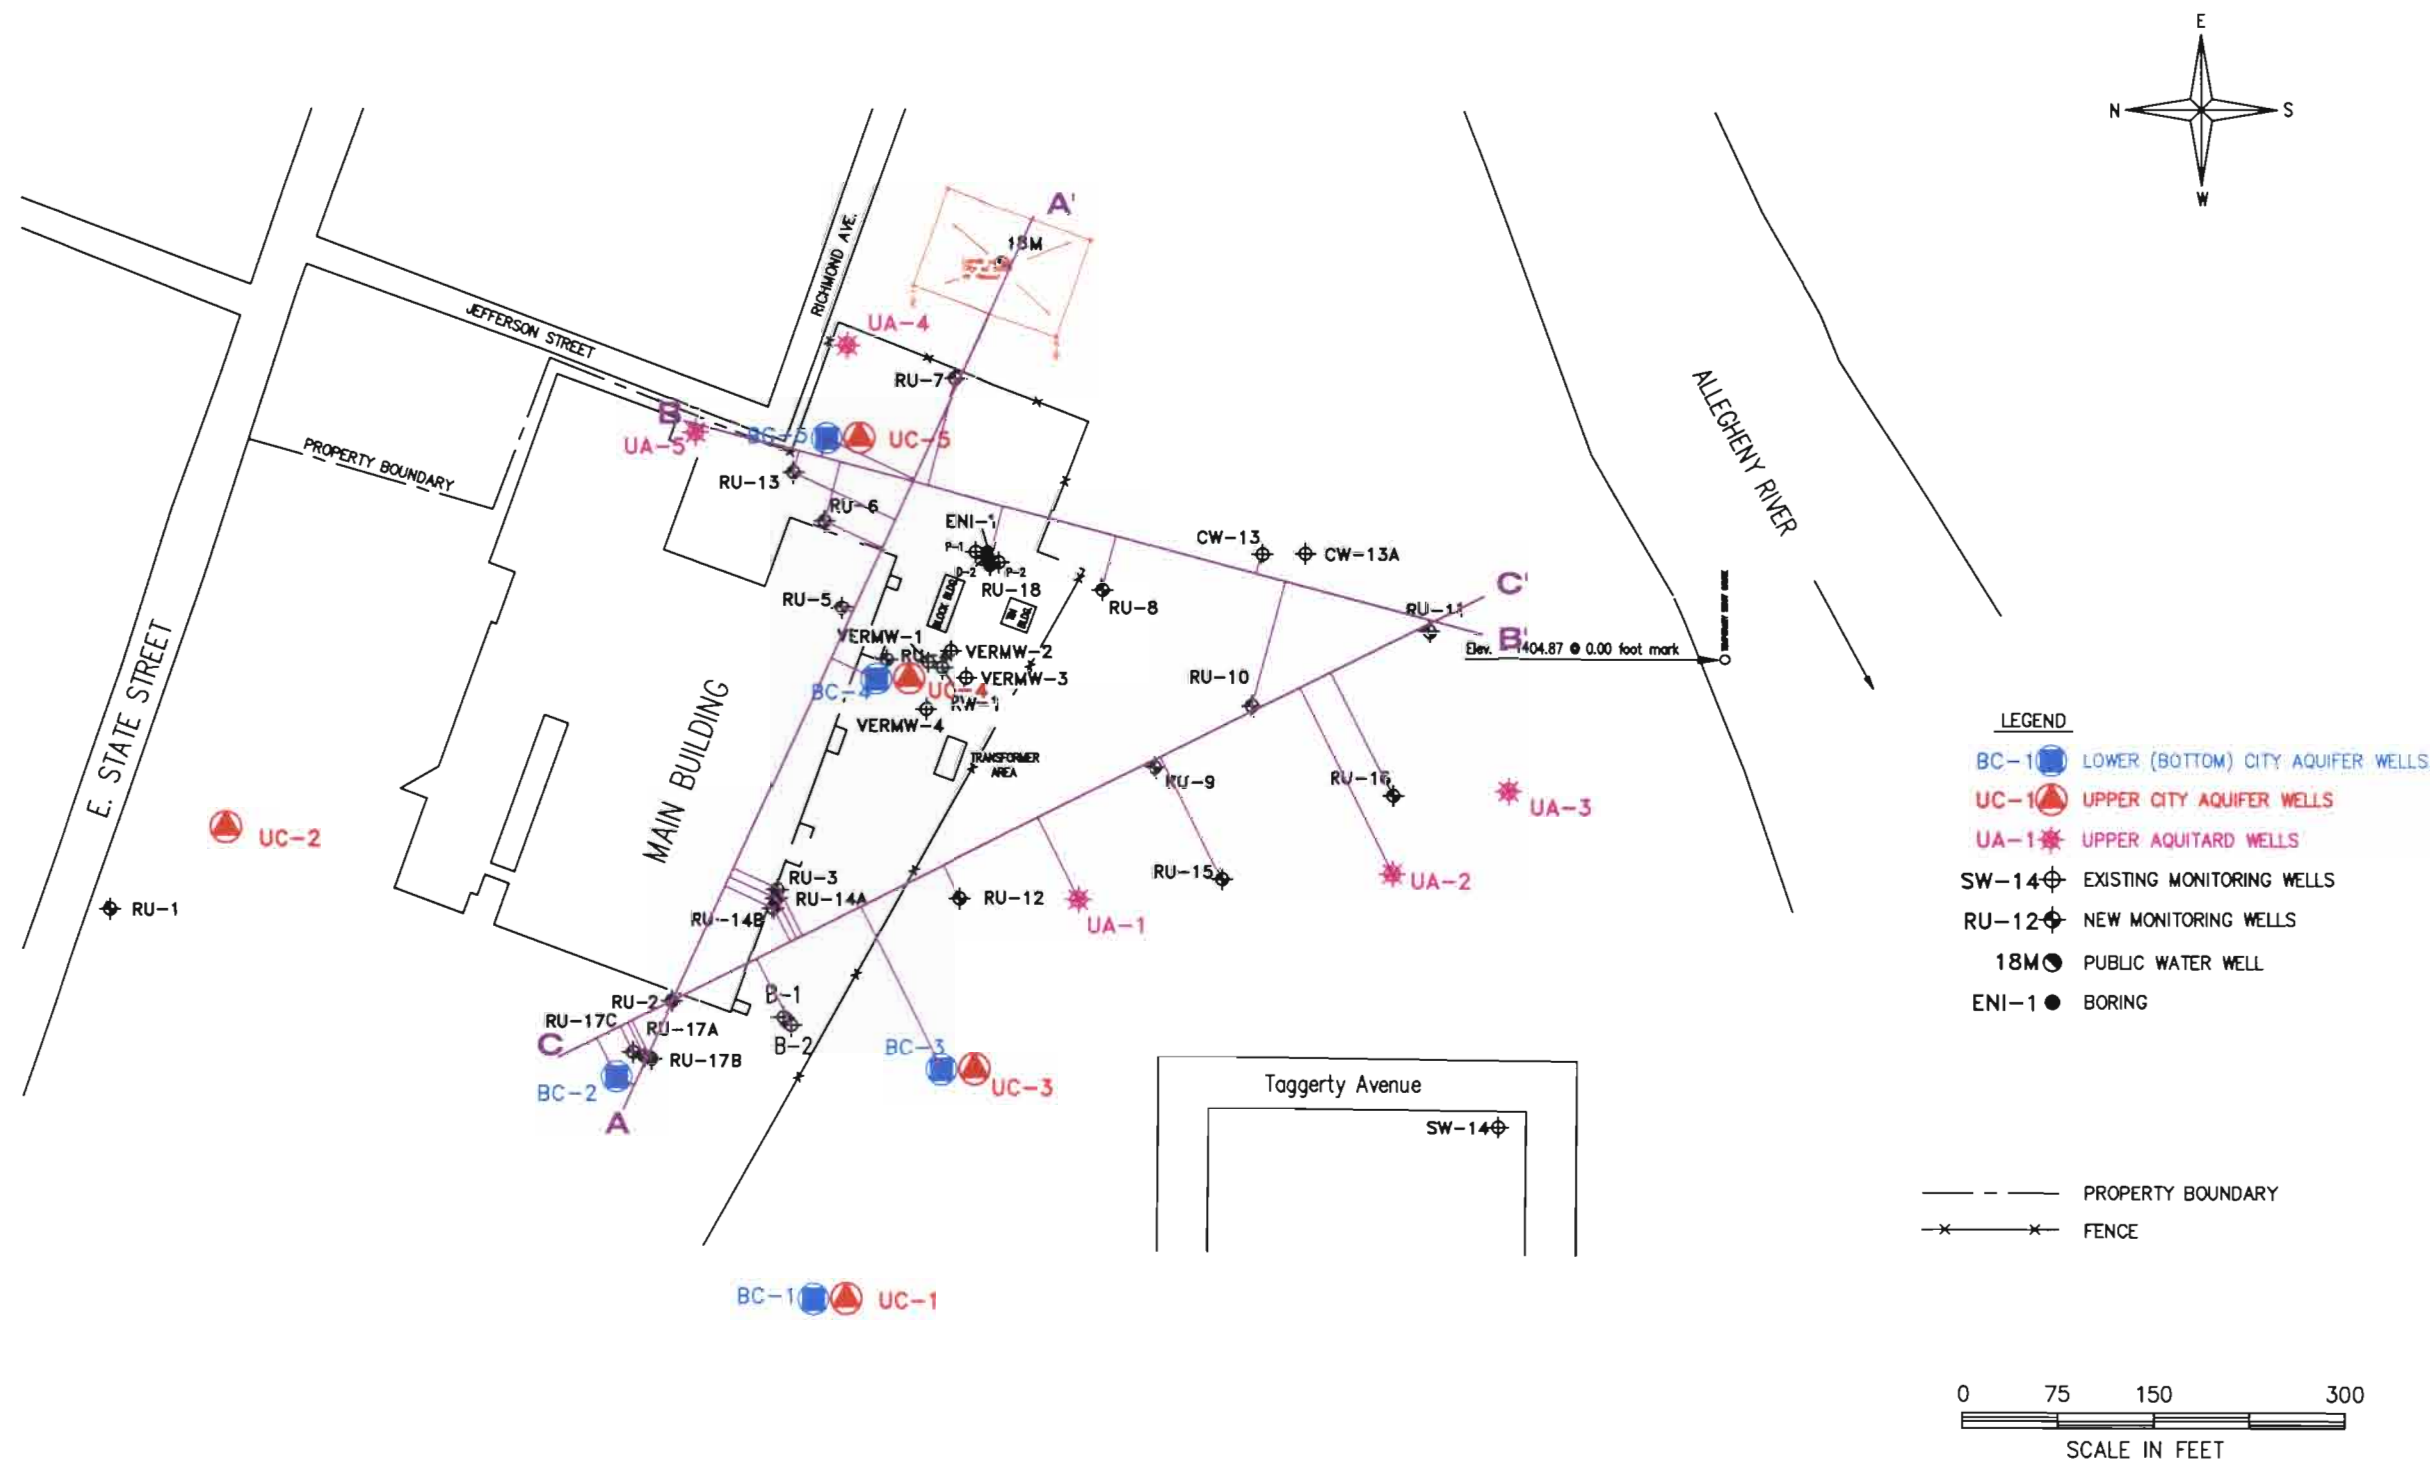 E
N
S
W
A'
18M
RICHMOND AVE.
UA-4
JEFFERSON STREET
RU-7
B
UA-5
BC-5
UC-5
PROPERTY BOUNDARY
RU-13
RU-6
ENI-1
P-1
D-2
P-2
RU-18
BLOCK BLDG.
BLDG.
CW-13
CW-13A
ALLEGHENY RIVER
C'
RU-5
RU-8
RU-11
B'
Elev. 1404.87 @ 0.00 foot mark
VERMW-1
VERMW-2
VERMW-3
BC-4
UC-4
RW-1
VERMW-4
RU-10
E. STATE STREET
MAIN BUILDING
TRANSFORMER
AREA
RU-9
RU-16
UA-3
UC-2
RU-3
RU-14A
RU-14B
RU-12
RU-15
UA-2
UA-1
RU-1
RU-2
RU-17C
RU-17A
RU-17B
C
B-1
B-2
BC-3
UC-3
BC-2
A
Taggerty Avenue
SW-14
BC-1
UC-1
LEGEND
BC-1 LOWER (BOTTOM) CITY AQUIFER WELLS
UC-1 UPPER CITY AQUIFER WELLS
UA-1 UPPER AQUITARD WELLS
SW-14 EXISTING MONITORING WELLS
RU-12 NEW MONITORING WELLS
18M PUBLIC WATER WELL
ENI-1 BORING
PROPERTY BOUNDARY
FENCE
0 75 150 300
SCALE IN FEET